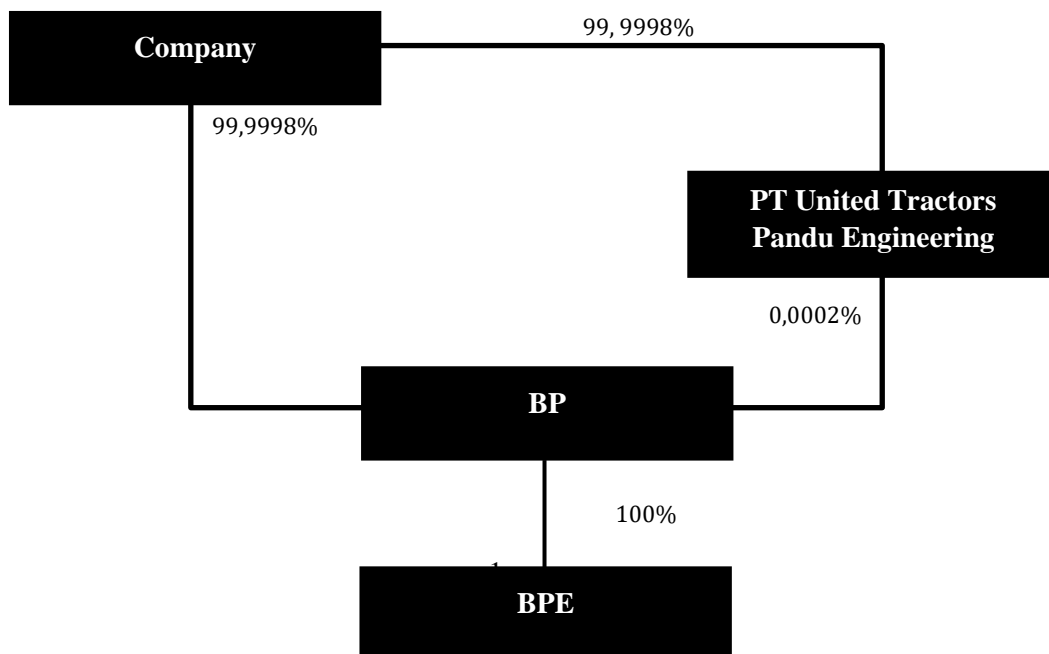 Company
99, 9998%
99,9998%
PT United Tractors
Pandu Engineering
0,0002%
BP
100%
BPE